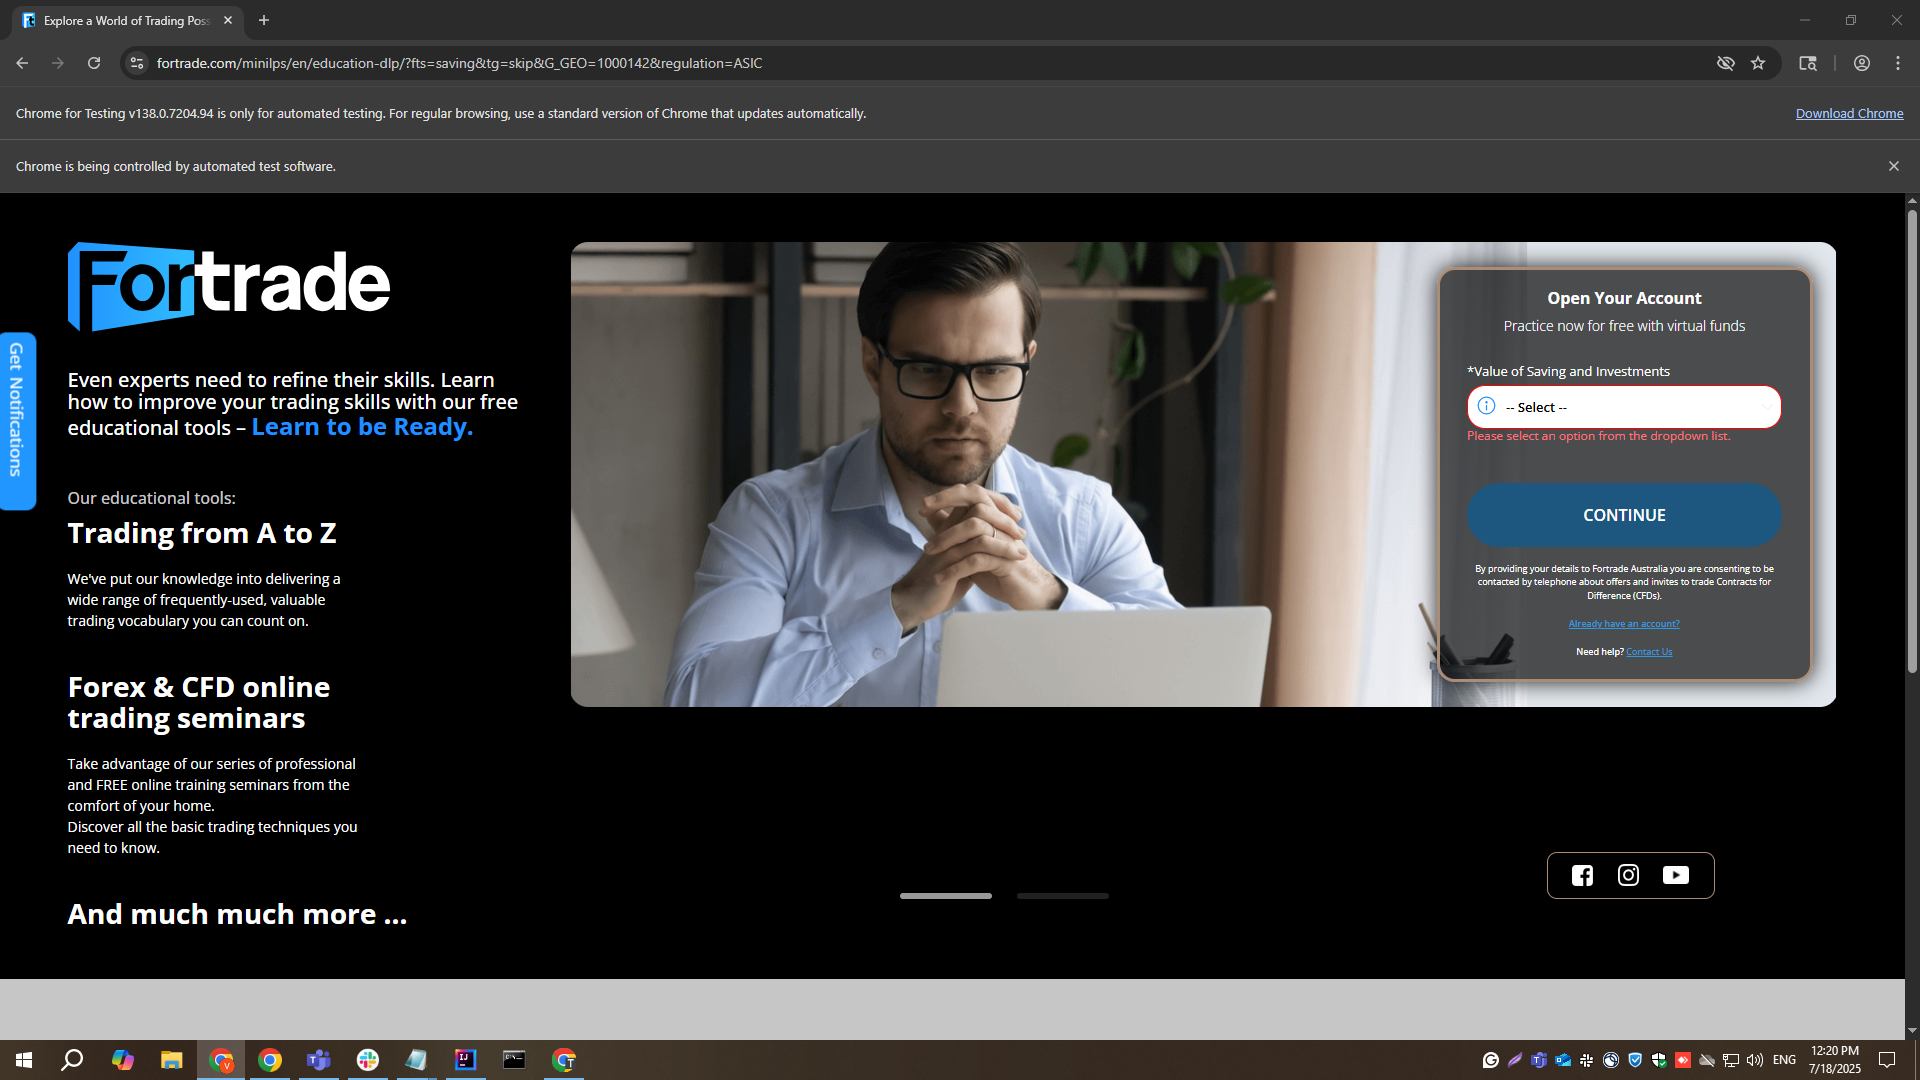 Explore a World of Trading Pos
fortrade.com/minilps/en/education-dlp/?fts=saving&tg=skip&G_GEO=1000142&regulation=ASIC
Chrome for Testing v138.0.7204.94 is only for automated testing. For regular browsing, use a standard version of Chrome that updates automatically.
Download Chrome
Chrome is being controlled by automated test software.
Fortrade
Get Notifications
Even experts need to refine their skills. Learn
how to improve your trading skills with our free
educational tools – Learn to be Ready.
Our educational tools:
Trading from A to Z
We've put our knowledge into delivering a
wide range of frequently-used, valuable
trading vocabulary you can count on.
Forex & CFD online
trading seminars
Take advantage of our series of professional
and FREE online training seminars from the
comfort of your home.
Discover all the basic trading techniques you
need to know.
And much much more ...
Open Your Account
Practice now for free with virtual funds
*Value of Saving and Investments
-- Select --
Please select an option from the dropdown list.
CONTINUE
By providing your details to Fortrade Australia you are consenting to be
contacted by telephone about offers and invites to trade Contracts for
Difference (CFDs).
Already have an account?
Need help? Contact Us
ENG
12:20 PM
7/18/2025